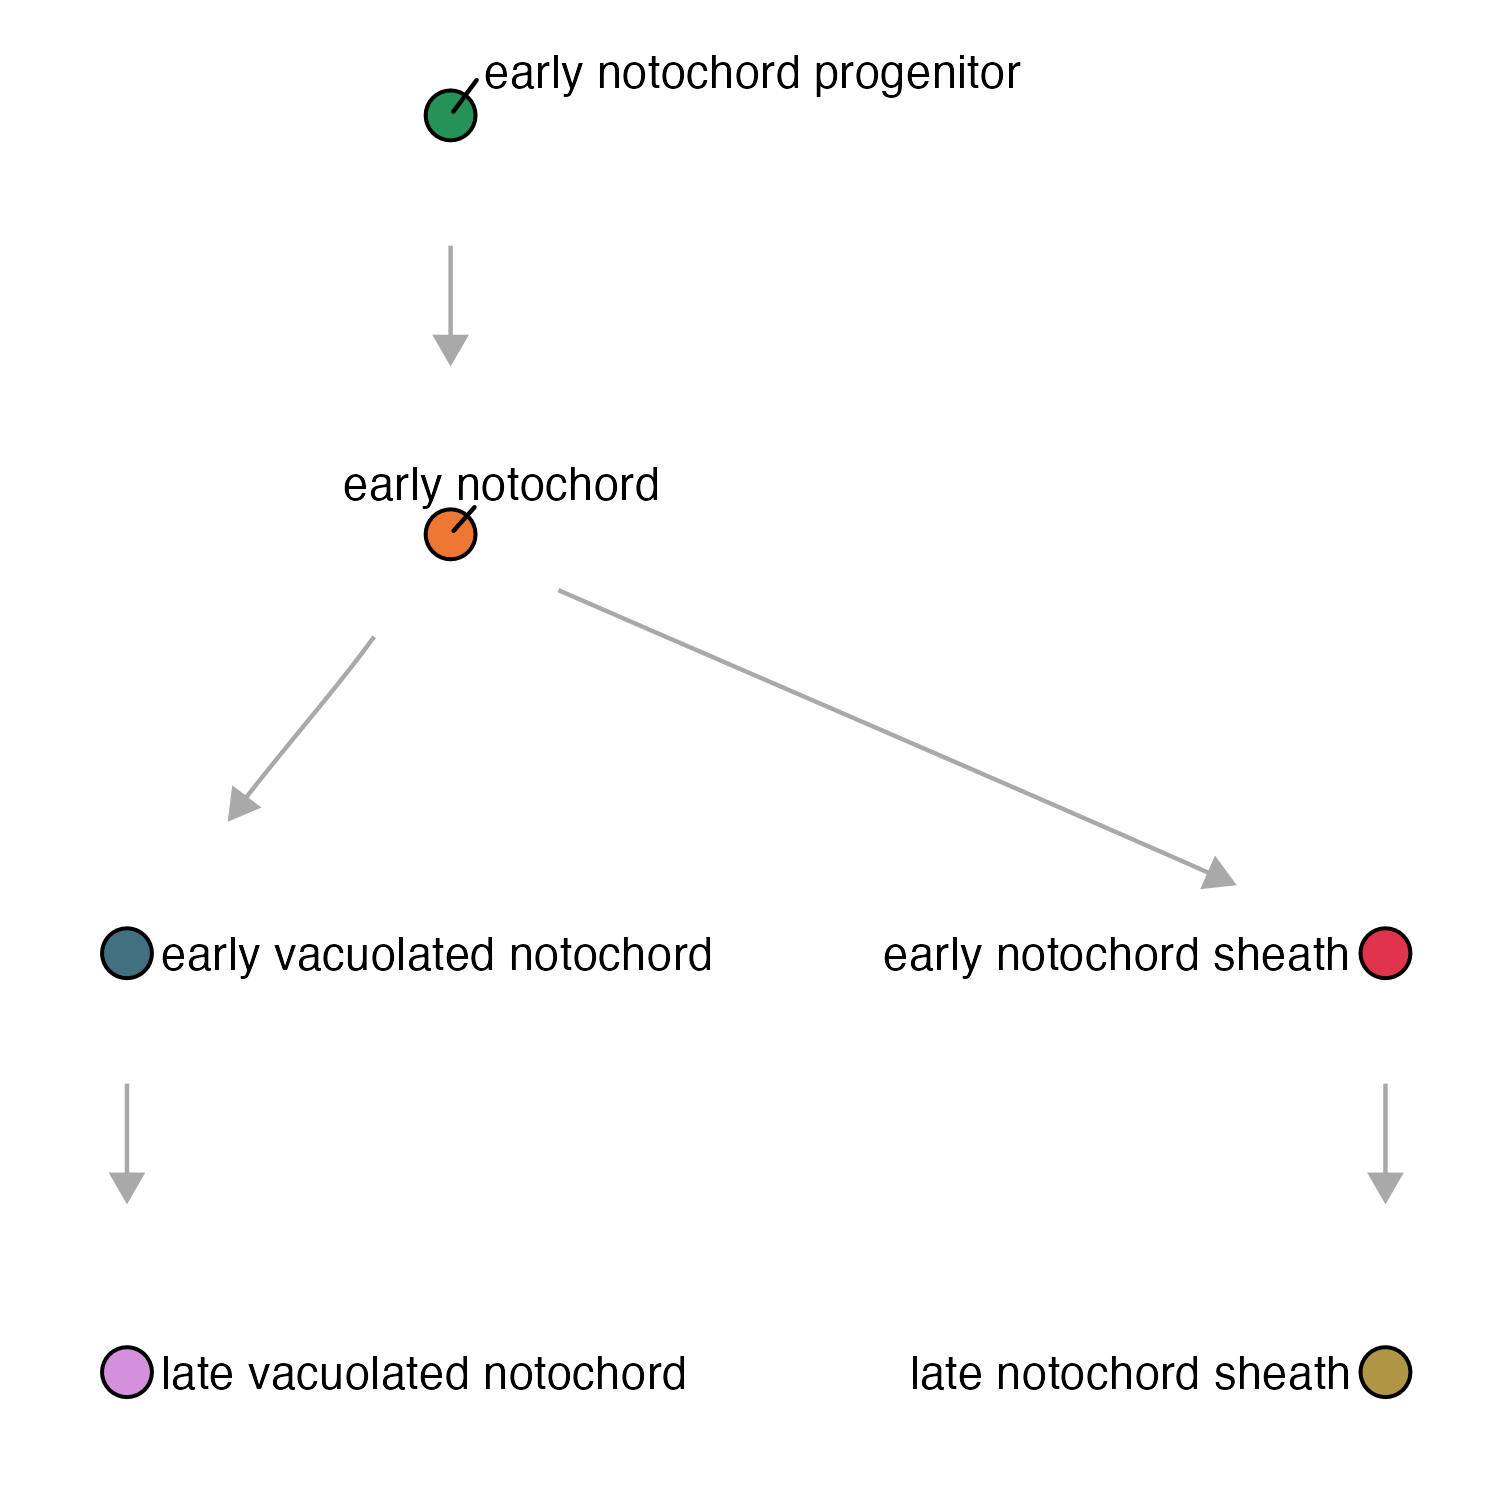 early notochord progenitor
early notochord
early vacuolated notochord
early notochord sheath
late vacuolated notochord
late notochord sheath